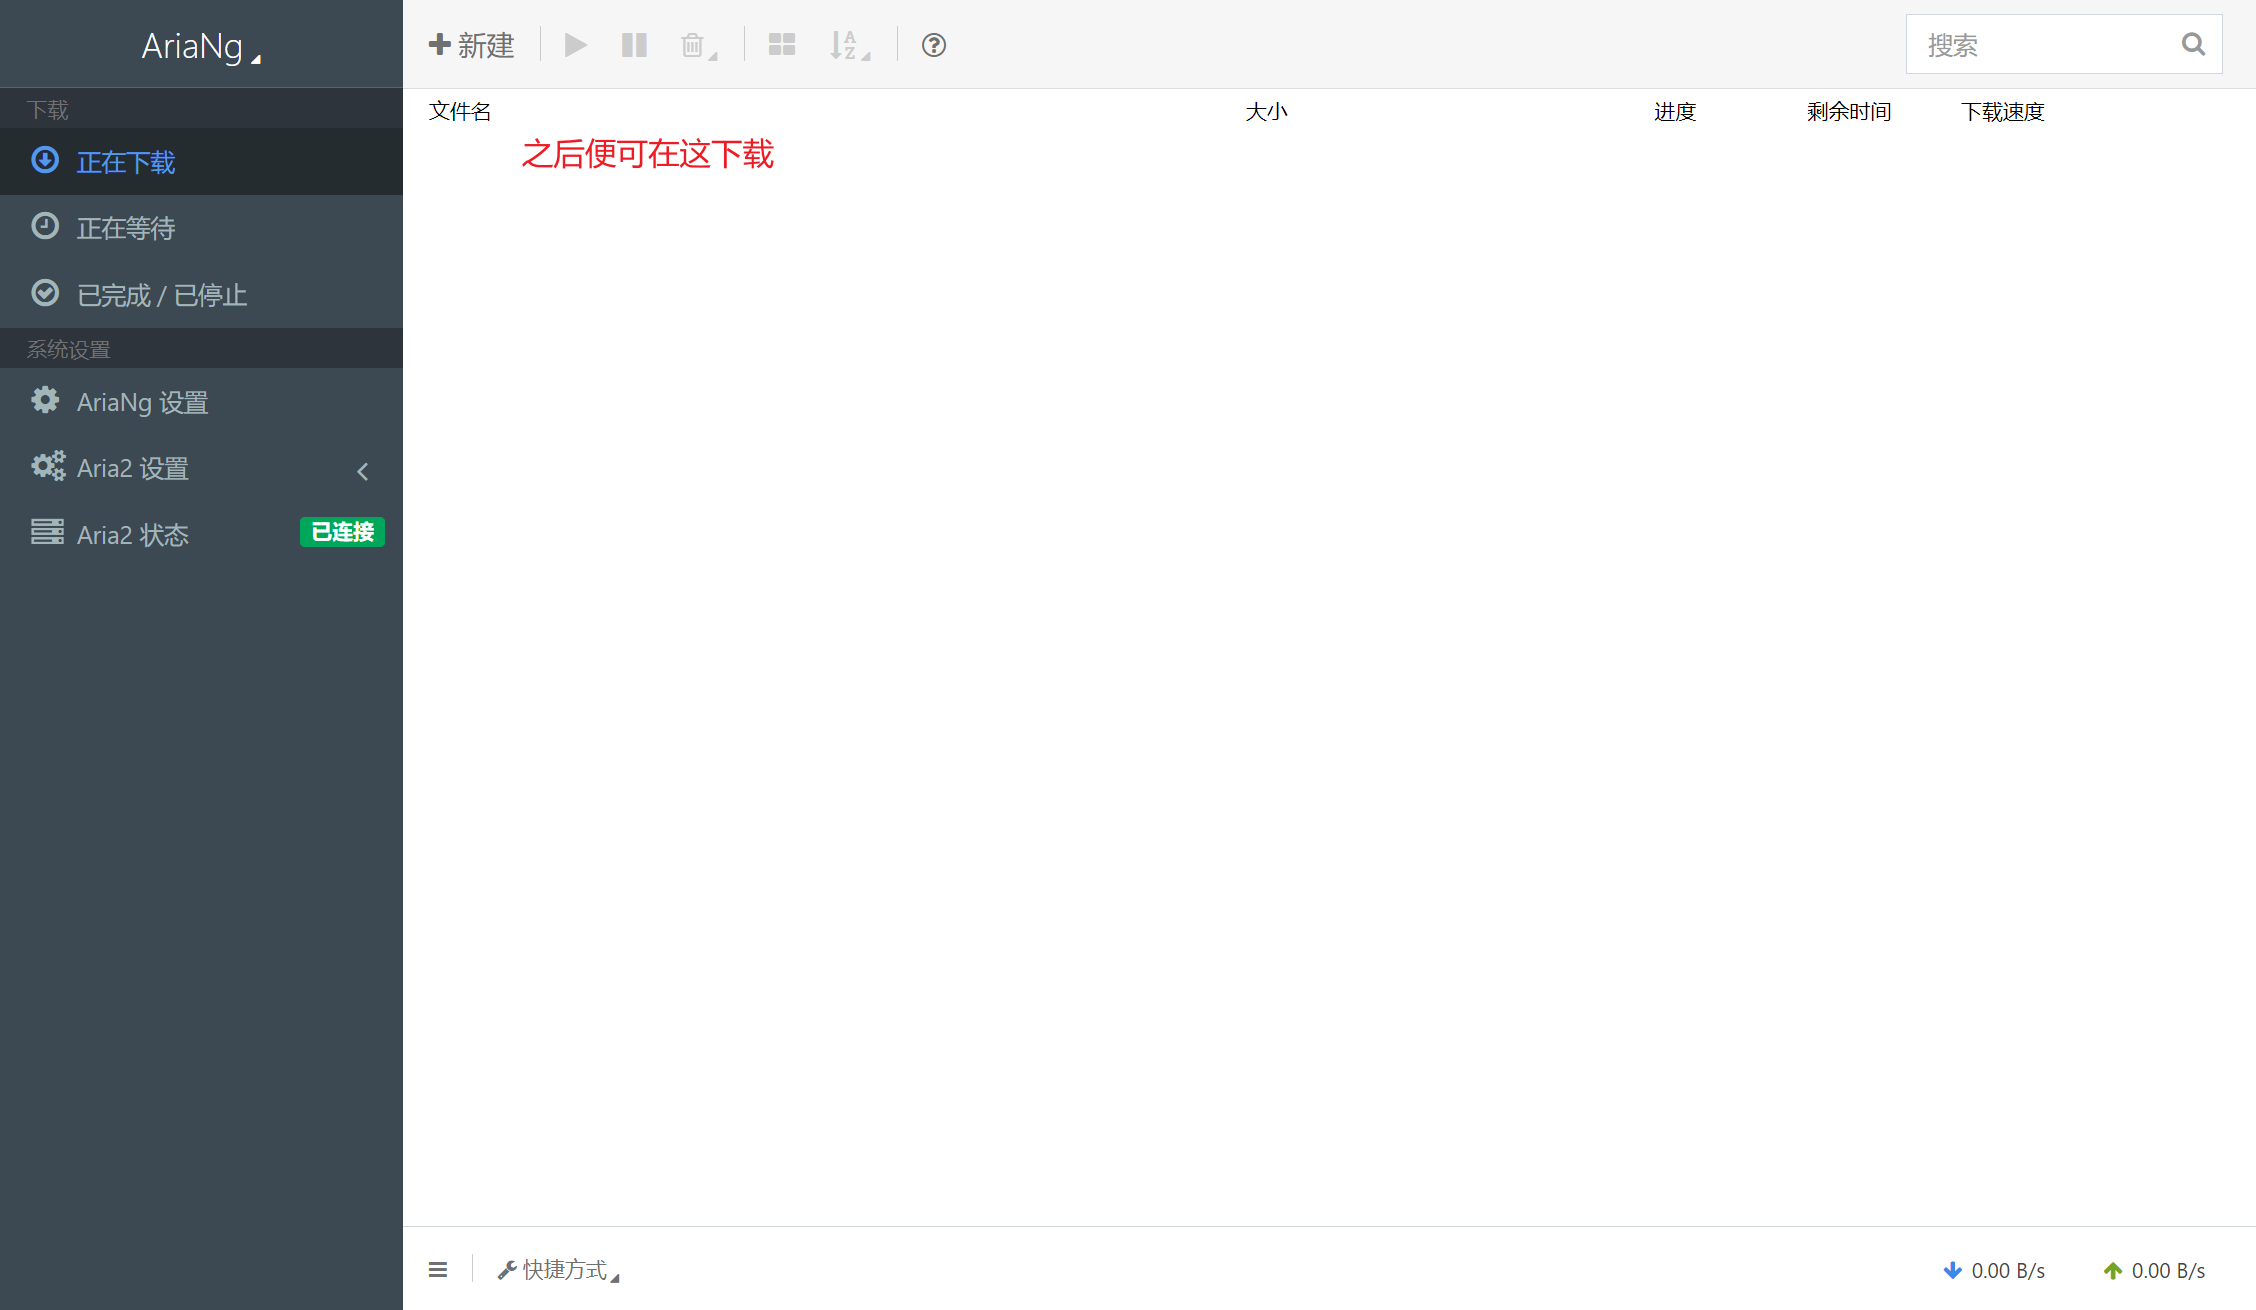 AriaNg
新建
搜索
下载
文件名 大小 进度 剩余时间 下载速度
之后便可在这下载
正在下载
正在等待
已完成 / 已停止
系统设置
AriaNg 设置
Aria2 设置
Aria2 状态 已连接
快捷方式 0.00 B/s 0.00 B/s